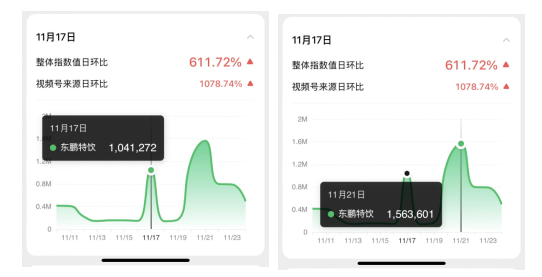 11月17日
整体指数值日环比 611.72%
视频号来源日环比 1078.74%
2M
11月17日
东鹏特饮 1,041,272
1.2M
0.8M
0.4M
0
11/11 11/13 11/15 11/17 11/19 11/21 11/23
11月17日
整体指数值日环比 611.72%
视频号来源日环比 1078.74%
2M
1.6M
1.2M
0.8M
11月21日
东鹏特饮 1,563,601
0.4M
0
11/11 11/13 11/15 11/17 11/19 11/21 11/23